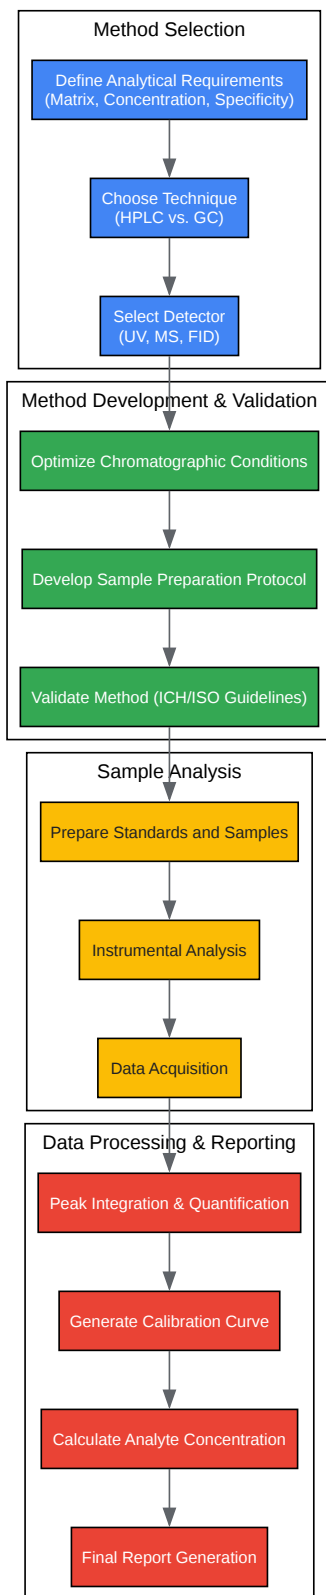 Method Selection
Define Analytical Requirements
(Matrix, Concentration, Specificity)
Choose Technique
(HPLC vs. GC)
Select Detector
(UV, MS, FID)
Method Development & Validation
Optimize Chromatographic Conditions
Develop Sample Preparation Protocol
Validate Method (ICH/ISO Guidelines)
Sample Analysis
Prepare Standards and Samples
Instrumental Analysis
Data Acquisition
Data Processing & Reporting
Peak Integration & Quantification
Generate Calibration Curve
Calculate Analyte Concentration
Final Report Generation